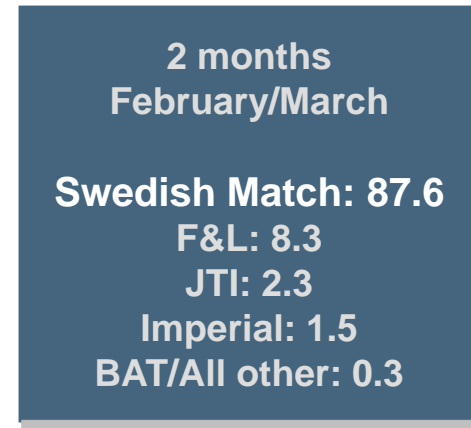 2 months
February/March
Swedish Match: 87.6
F&L: 8.3
JTI: 2.3
Imperial: 1.5
BAT/All other: 0.3